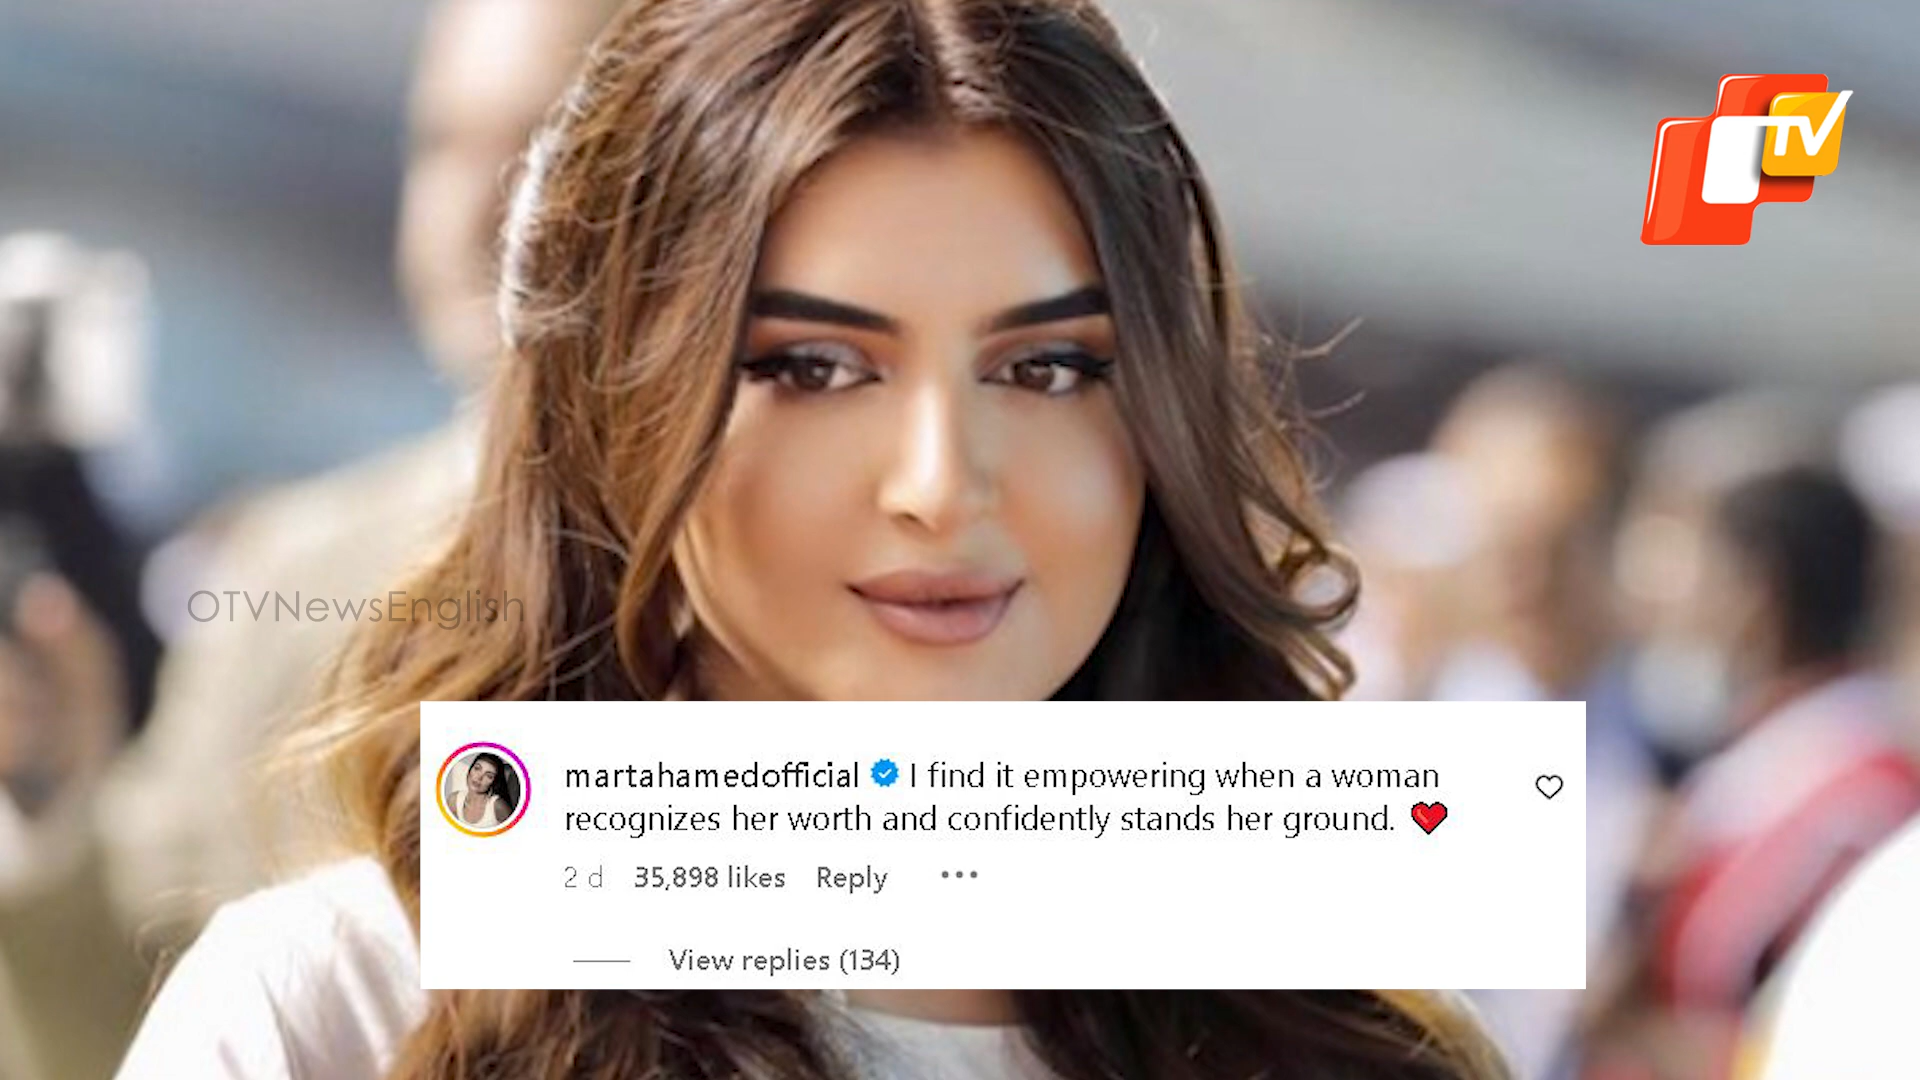 TV
OTVNewsEnglish
martahamedofficial I find it empowering when a woman
recognizes her worth and confidently stands her ground. ❤️
2 d 35,898 likes Reply •••
View replies (134)